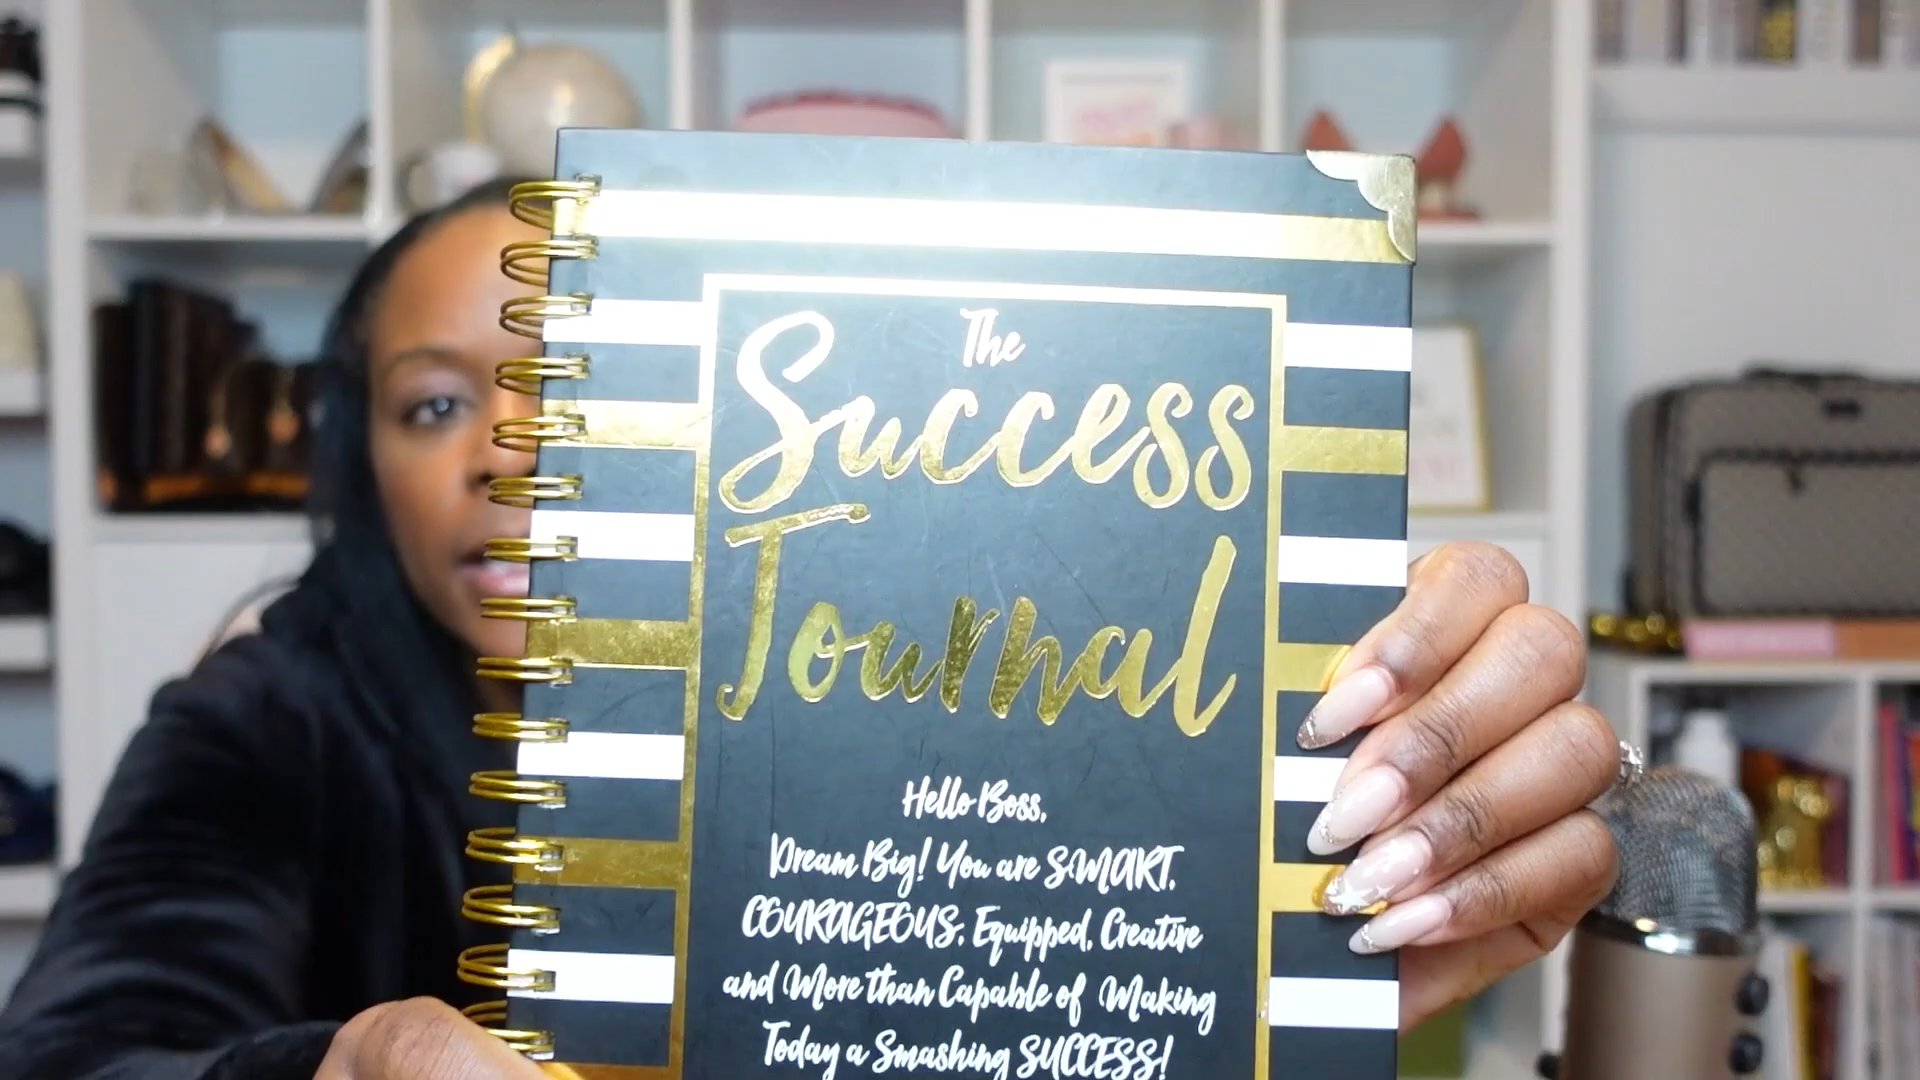 The
Success
Journal
Hello Boss,
Dream Big! You are SMART,
COURAGEOUS, Equipped, Creative
and More than Capable of Making
Today a Smashing SUCCESS!